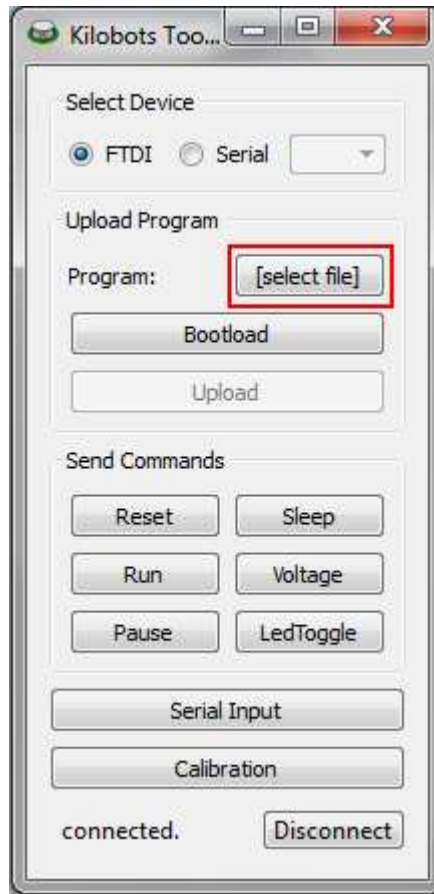 Kilobots Too...
Select Device
FTDI Serial
Upload Program
Program: [select file]
Bootload
Upload
Send Commands
Reset Sleep
Run Voltage
Pause LedToggle
Serial Input
Calibration
connected. Disconnect